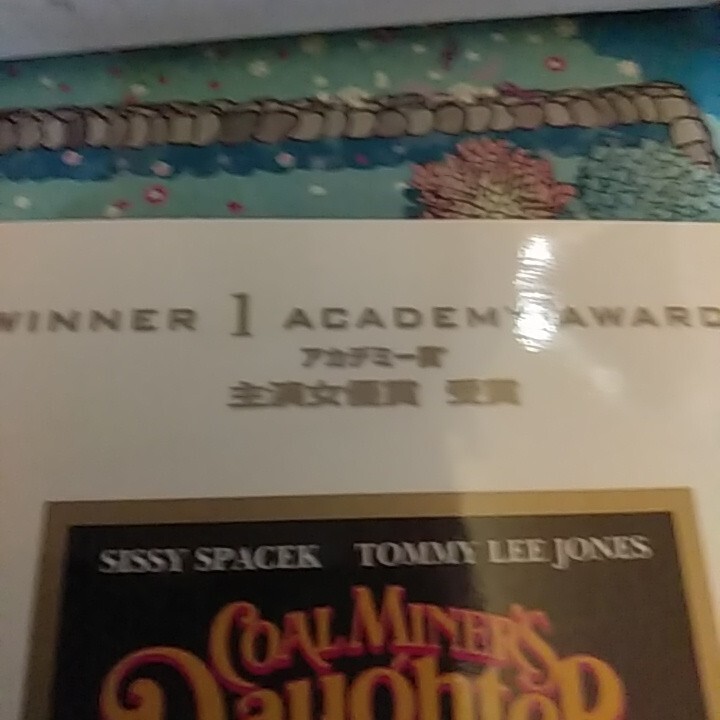 WINNER 1 ACADEMY AWARD
アカデミー賞
主演女優賞 受賞
SISSY SPACEK TOMMY LEE JONES
COAL MINER'S
Daughter